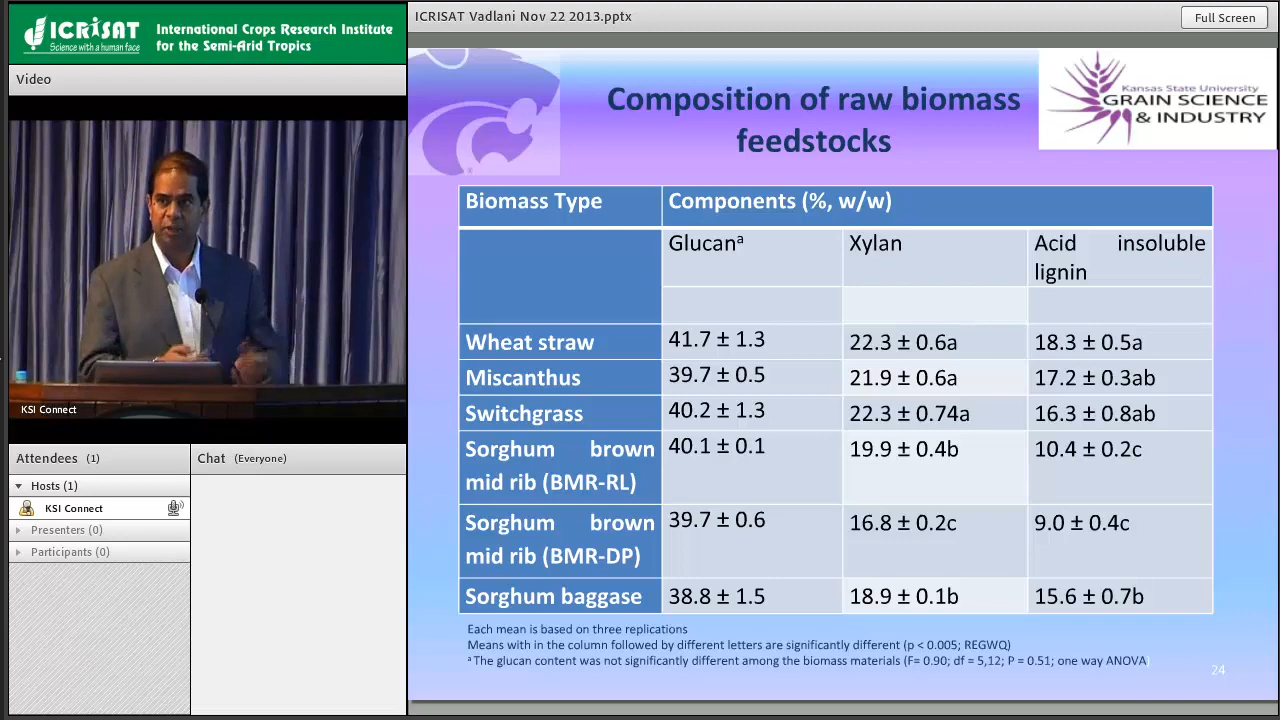 ICRISAT
Science with a human face
International Crops Research Institute
for the Semi-Arid Tropics
Video
KSI Connect
Attendees (1)
Hosts (1)
KSI Connect
Presenters (0)
Participants (0)
Chat (Everyone)
ICRISAT Vadlani Nov 22 2013.pptx
Full Screen
Composition of raw biomass
feedstocks
Kansas State University
GRAIN SCIENCE
& INDUSTRY
Biomass Type Components (%, w/w)
Glucanᵃ Xylan Acid insoluble
lignin
Wheat straw 41.7 ± 1.3 22.3 ± 0.6a 18.3 ± 0.5a
Miscanthus 39.7 ± 0.5 21.9 ± 0.6a 17.2 ± 0.3ab
Switchgrass 40.2 ± 1.3 22.3 ± 0.74a 16.3 ± 0.8ab
Sorghum brown 40.1 ± 0.1 19.9 ± 0.4b 10.4 ± 0.2c
mid rib (BMR-RL)
Sorghum brown 39.7 ± 0.6 16.8 ± 0.2c 9.0 ± 0.4c
mid rib (BMR-DP)
Sorghum baggase 38.8 ± 1.5 18.9 ± 0.1b 15.6 ± 0.7b
Each mean is based on three replications
Means with in the column followed by different letters are significantly different (p < 0.005; REGWQ)
ᵃ The glucan content was not significantly different among the biomass materials (F= 0.90; df = 5,12; P = 0.51; one way ANOVA)
24